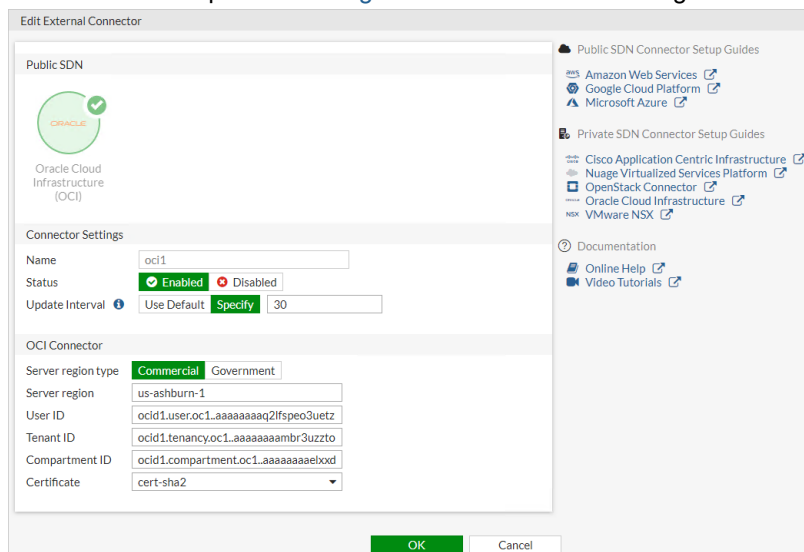 Edit External Connector
Public SDN
ORACLE
Oracle Cloud
Infrastructure
(OCI)
Connector Settings
Name oci1
Status Enabled Disabled
Update Interval Use Default Specify 30
OCI Connector
Server region type Commercial Government
Server region us-ashburn-1
User ID ocid1.user.oc1..aaaaaaaaq2lfspeo3uetz
Tenant ID ocid1.tenancy.oc1..aaaaaaaambr3uzzto
Compartment ID ocid1.compartment.oc1..aaaaaaaaelxxd
Certificate cert-sha2
OK Cancel
Public SDN Connector Setup Guides
aws Amazon Web Services
Google Cloud Platform
Microsoft Azure
Private SDN Connector Setup Guides
Cisco Application Centric Infrastructure
Nuage Virtualized Services Platform
OpenStack Connector
Oracle Cloud Infrastructure
NSX VMware NSX
Documentation
Online Help
Video Tutorials